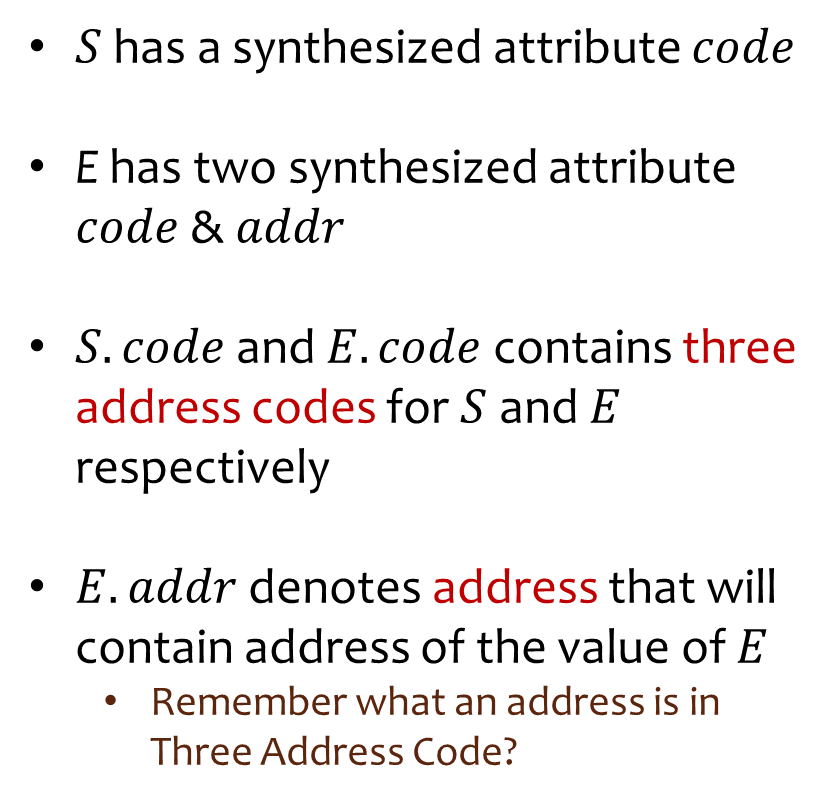 • S has a synthesized attribute code
• E has two synthesized attribute
code & addr
• S. code and E. code contains three
address codes for S and E
respectively
• E. addr denotes address that will
contain address of the value of E
• Remember what an address is in
Three Address Code?